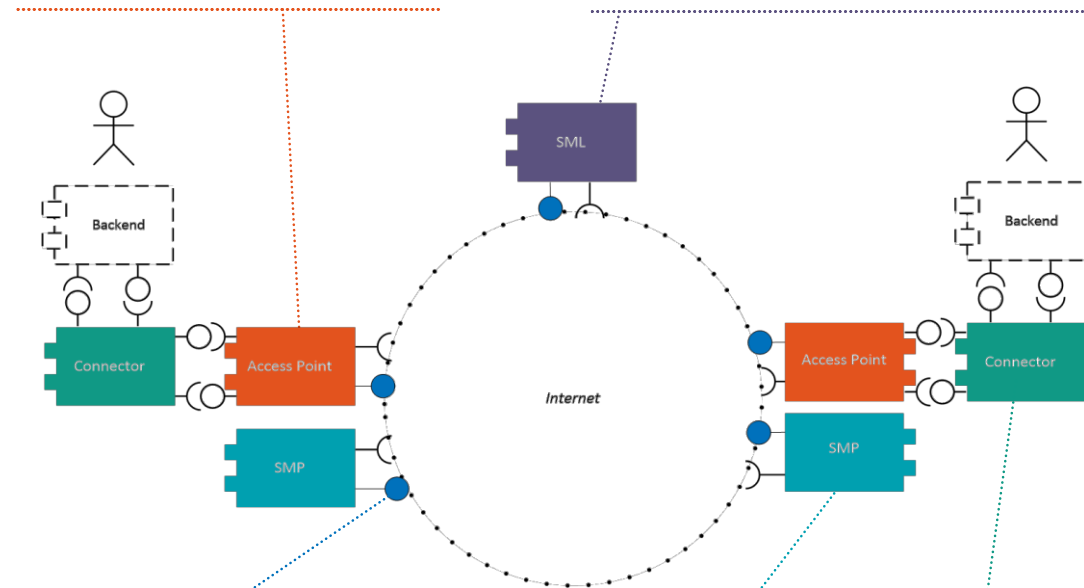 SML
Backend
Backend
Connector
Access Point
Internet
Access Point
Connector
SMP
SMP